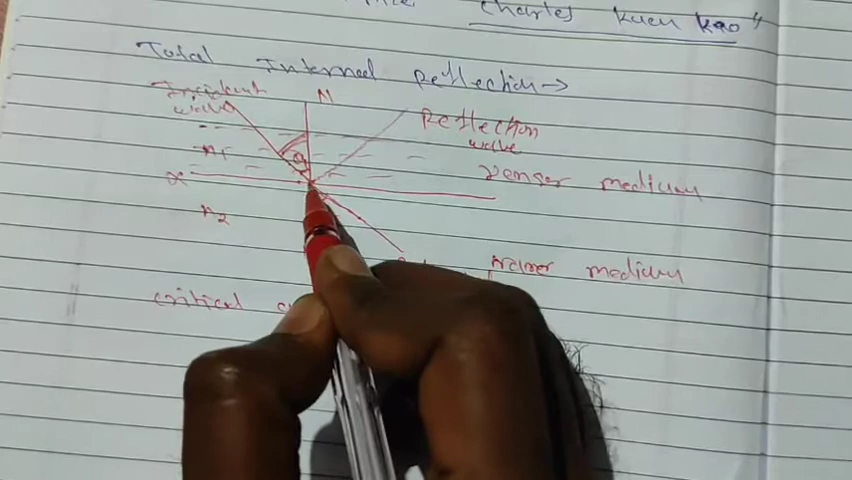 Charles Kuen Kao"
Total Internal Reflection →
Incident N
wave Reflection
wave
n1
x Denser medium
n2
rarer medium
critical